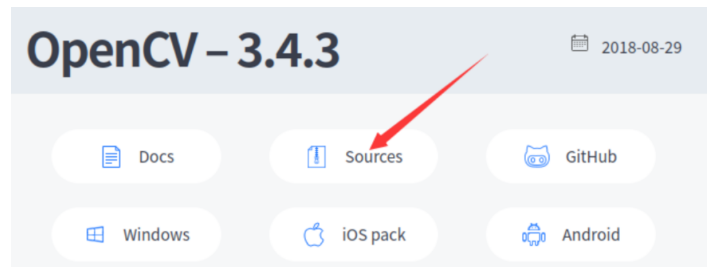 OpenCV – 3.4.3
2018-08-29
Docs
Sources
GitHub
Windows
iOS pack
Android